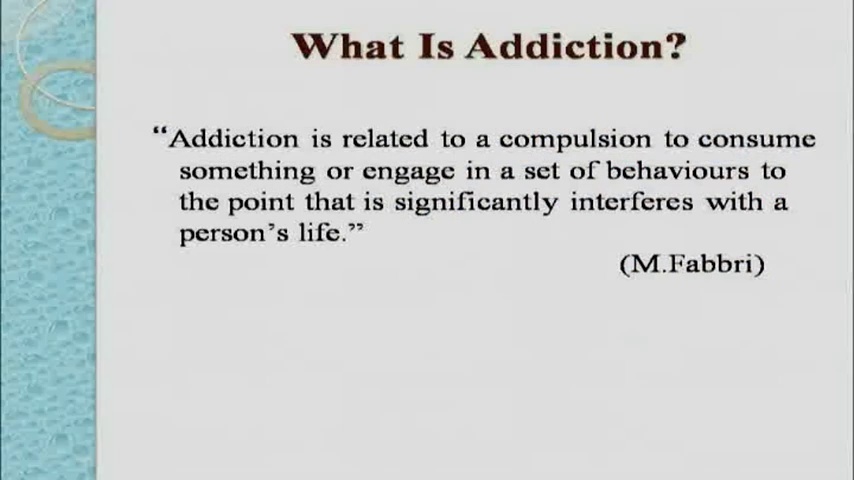 What Is Addiction?
“Addiction is related to a compulsion to consume
something or engage in a set of behaviours to
the point that is significantly interferes with a
person’s life.”
(M.Fabbri)